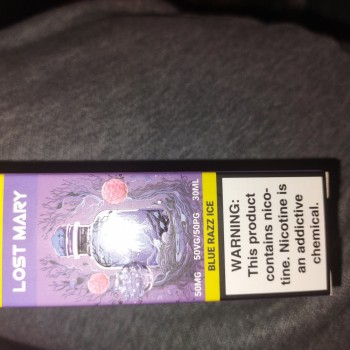 LOST MARY
50MG 50VG/50PG 30ML
BLUE RAZZ ICE
WARNING:
This product
contains nico-
tine. Nicotine is
an addictive
chemical.